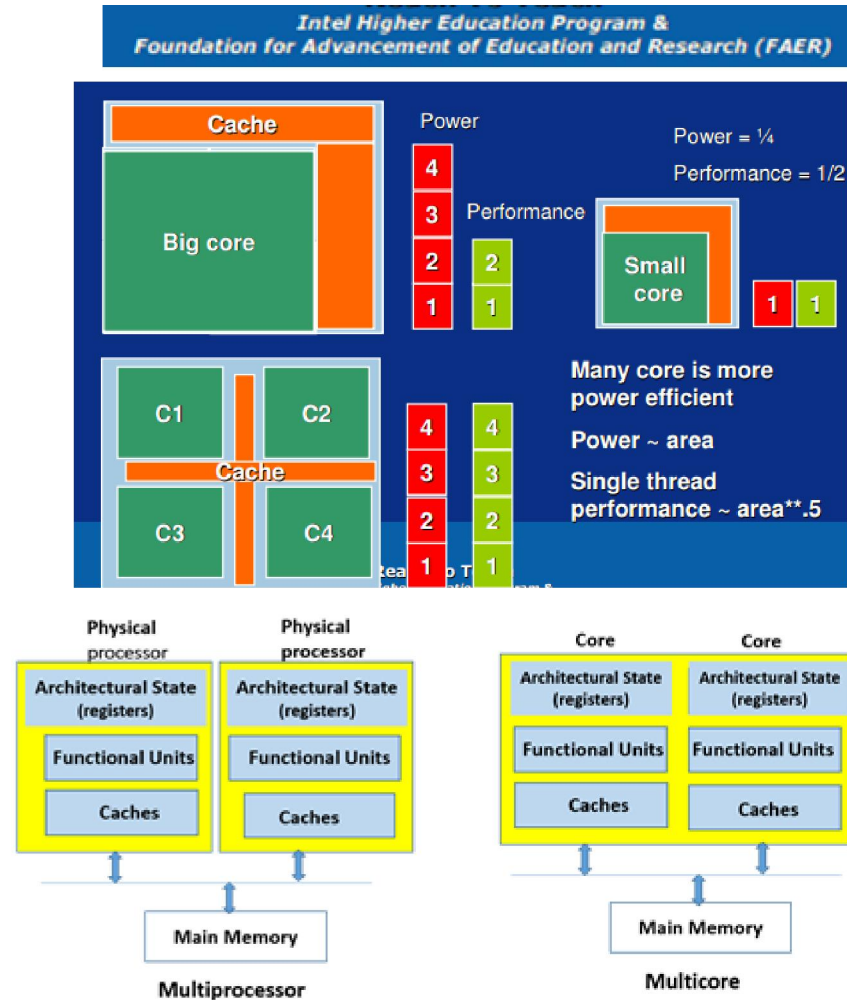 Intel Higher Education Program &
Foundation for Advancement of Education and Research (FAER)
Cache
Big core
Power
4
3
2
1
Performance
2
1
Power = ¼
Performance = 1/2
Small
core
1
1
C1
C2
Cache
C3
C4
4
3
2
1
4
3
2
1
Many core is more
power efficient
Power ~ area
Single thread
performance ~ area**.5
Physical
processor
Architectural State
(registers)
Functional Units
Caches
Physical
processor
Architectural State
(registers)
Functional Units
Caches
Main Memory
Multiprocessor
Core
Architectural State
(registers)
Functional Units
Caches
Core
Architectural State
(registers)
Functional Units
Caches
Main Memory
Multicore